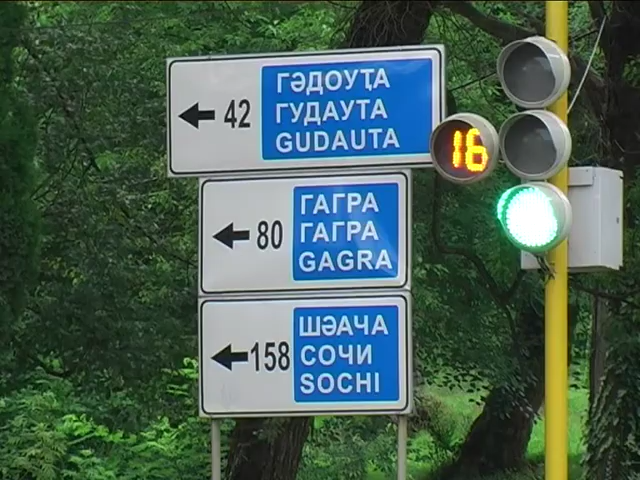 42
ГӘДОУҬА
ГУДАУТА
GUDAUTA
16
80
ГАГРА
ГАГРА
GAGRA
158
ШӘАЧА
СОЧИ
SOCHI